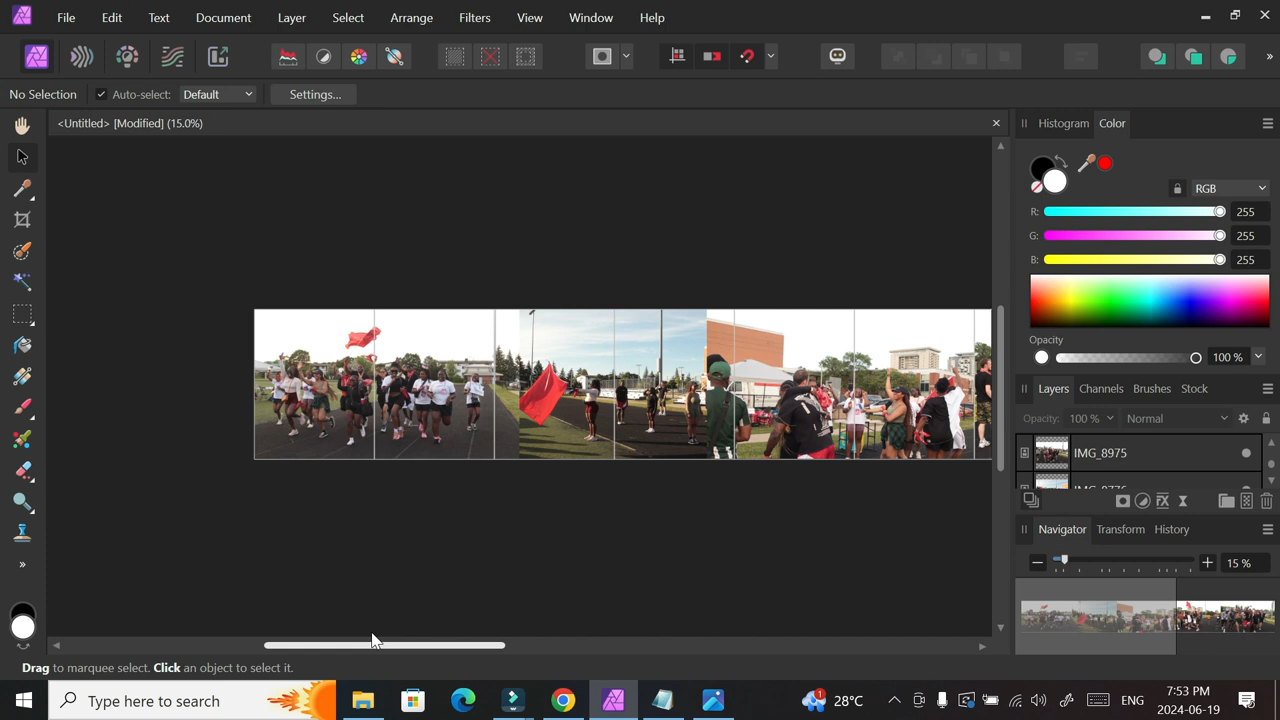 File Edit Text Document Layer Select Arrange Filters View Window Help
No Selection Auto-select: Default Settings...
<Untitled> [Modified] (15.0%)
Histogram Color
RGB
R: 255
G: 255
B: 255
Opacity
100 %
Layers Channels Brushes Stock
Opacity: 100 % Normal
IMG_8975
IMG_8776
Navigator Transform History
15 %
Drag to marquee select. Click an object to select it.
Type here to search
1
28°C
ENG
7:53 PM
2024-06-19